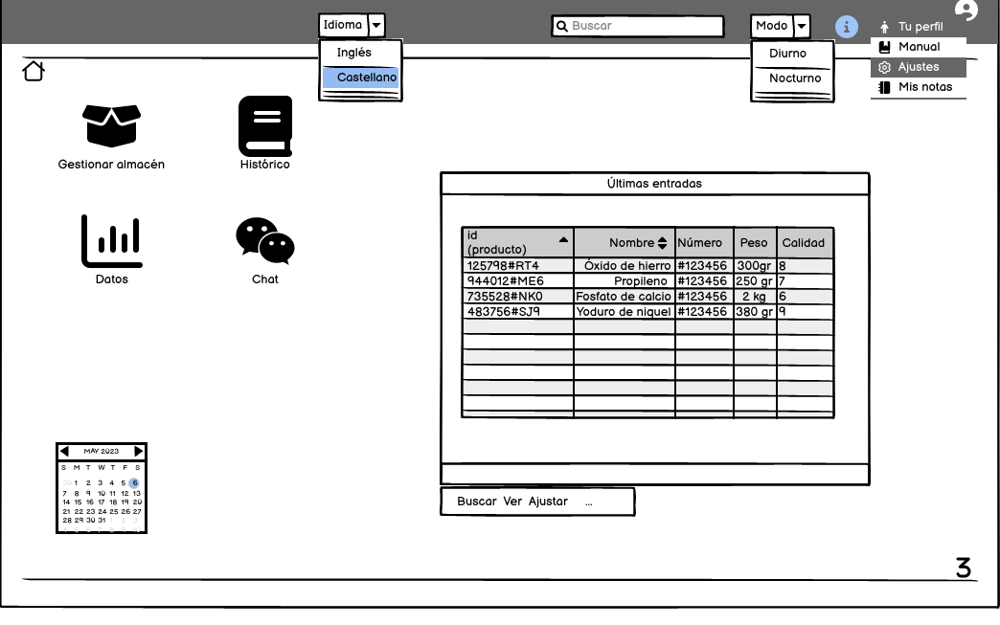 Idioma
Buscar
Modo
i
Tu perfil
Inglés
Castellano
Diurno
Nocturno
Manual
Ajustes
Mis notas
Gestionar almacén
Histórico
Datos
Chat
Últimas entradas
id (producto) Nombre Número Peso Calidad
125798#RT4 Óxido de hierro #123456 300gr 8
944012#ME6 Propileno #123456 250 gr 7
735528#NK0 Fosfato de calcio #123456 2 kg 6
483756#SJ9 Yoduro de niquel #123456 380 gr 9
Buscar Ver Ajustar ...
MAY 2023
S M T W T F S
1 2 3 4 5 6
7 8 9 10 11 12 13
14 15 16 17 18 19 20
21 22 23 24 25 26 27
28 29 30 31
3